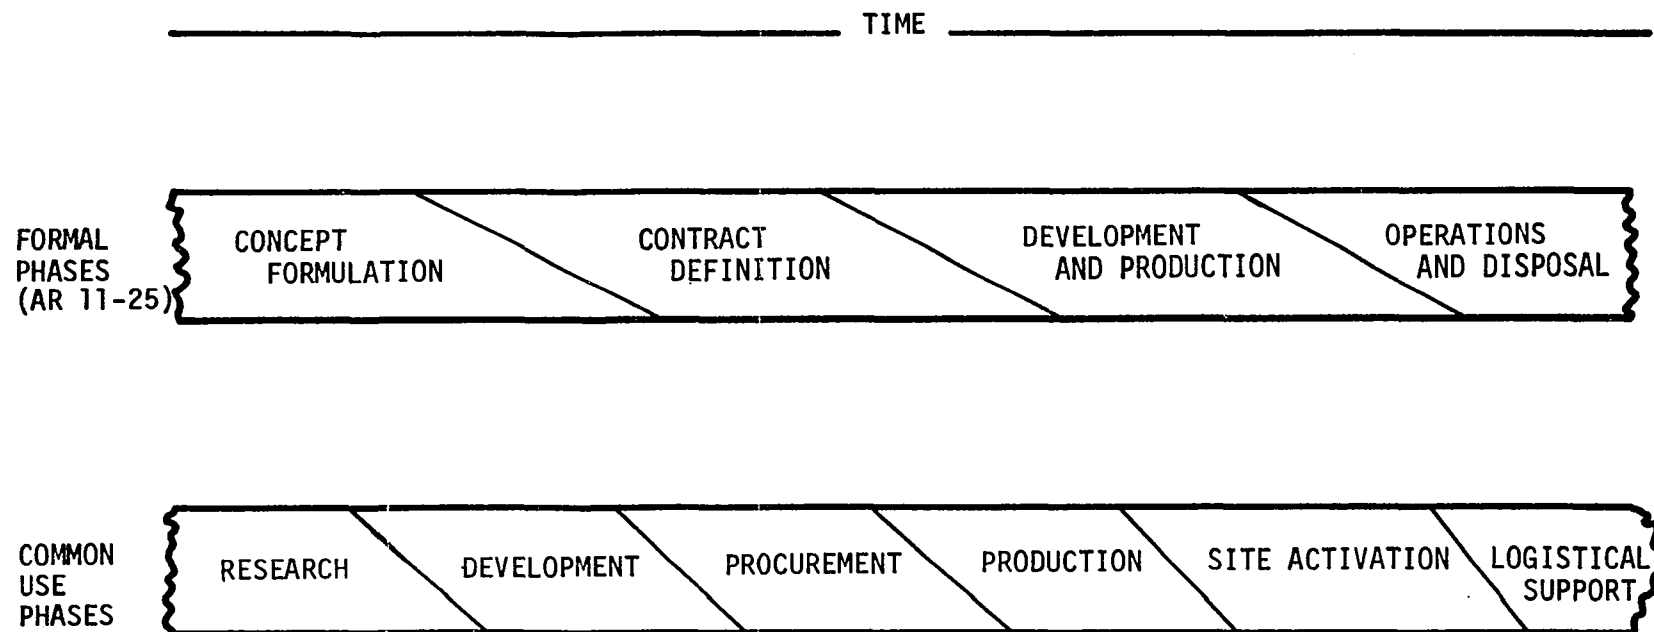 TIME
FORMAL
PHASES
(AR 11-25)
CONCEPT
FORMULATION
CONTRACT
DEFINITION
DEVELOPMENT
AND PRODUCTION
OPERATIONS
AND DISPOSAL
COMMON
USE
PHASES
RESEARCH
DEVELOPMENT
PROCUREMENT
PRODUCTION
SITE ACTIVATION
LOGISTICAL
SUPPORT